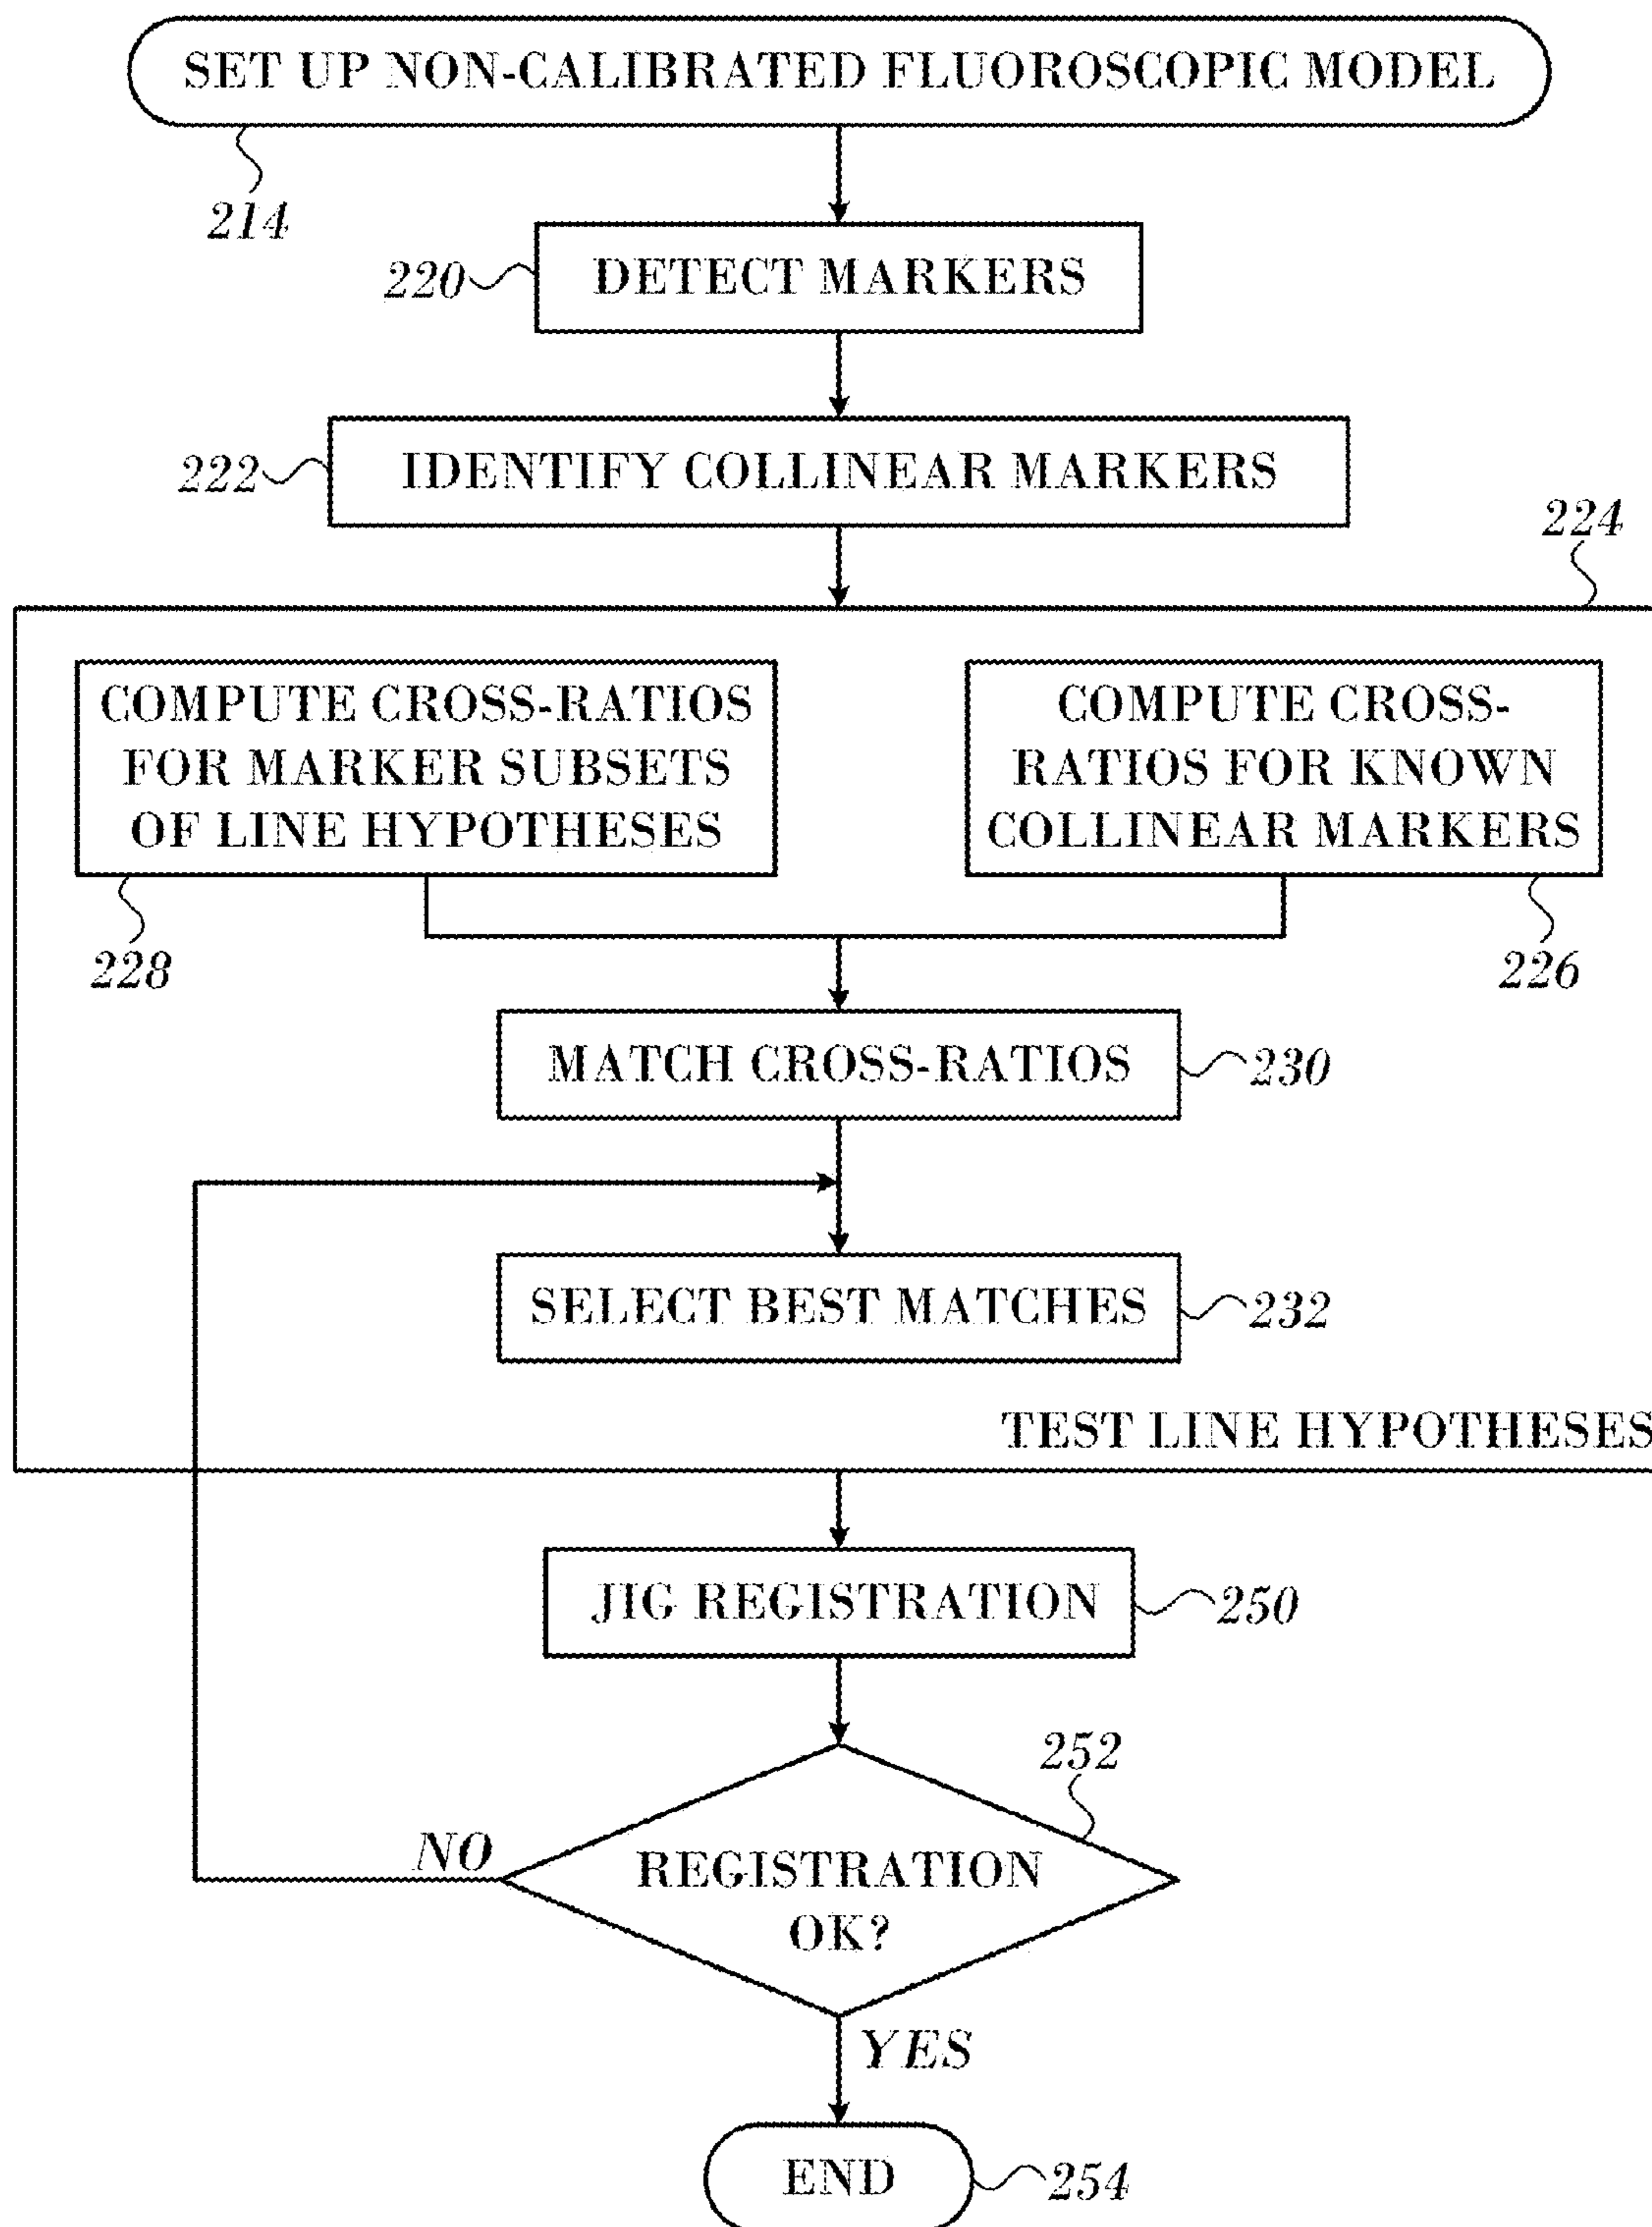 SET UP NON-CALIBRATED FLUOROSCOPIC MODEL
214
220
DETECT MARKERS
222
IDENTIFY COLLINEAR MARKERS
224
COMPUTE CROSS-RATIOS
FOR MARKER SUBSETS
OF LINE HYPOTHESES
COMPUTE CROSS-
RATIOS FOR KNOWN
COLLINEAR MARKERS
228
226
MATCH CROSS-RATIOS
230
SELECT BEST MATCHES
232
TEST LINE HYPOTHESES
JIG REGISTRATION
250
252
NO
REGISTRATION
OK?
YES
END
254